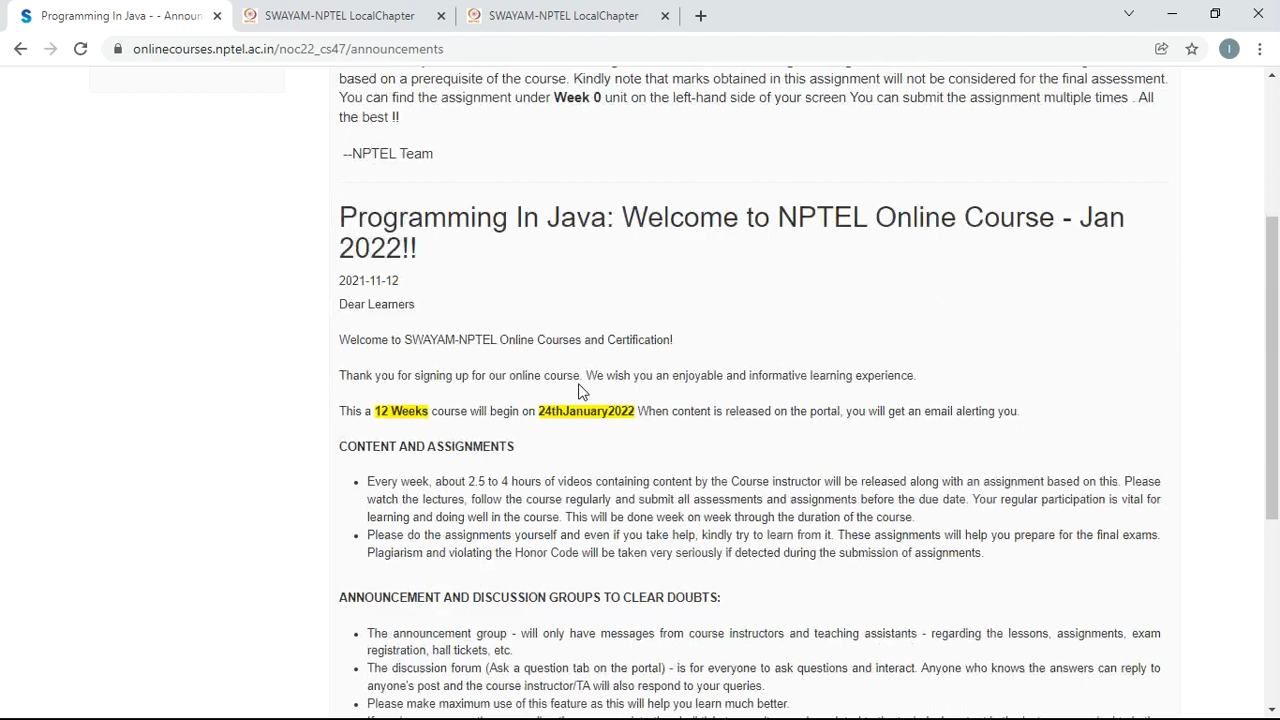 Programming In Java - - Announ
SWAYAM-NPTEL LocalChapter
SWAYAM-NPTEL LocalChapter
onlinecourses.nptel.ac.in/noc22_cs47/announcements
I
based on a prerequisite of the course. Kindly note that marks obtained in this assignment will not be considered for the final assessment.
You can find the assignment under Week 0 unit on the left-hand side of your screen You can submit the assignment multiple times . All
the best !!
--NPTEL Team
Programming In Java: Welcome to NPTEL Online Course - Jan
2022!!
2021-11-12
Dear Learners
Welcome to SWAYAM-NPTEL Online Courses and Certification!
Thank you for signing up for our online course. We wish you an enjoyable and informative learning experience.
This a 12 Weeks course will begin on 24thJanuary2022 When content is released on the portal, you will get an email alerting you.
CONTENT AND ASSIGNMENTS
• Every week, about 2.5 to 4 hours of videos containing content by the Course instructor will be released along with an assignment based on this. Please
watch the lectures, follow the course regularly and submit all assessments and assignments before the due date. Your regular participation is vital for
learning and doing well in the course. This will be done week on week through the duration of the course.
• Please do the assignments yourself and even if you take help, kindly try to learn from it. These assignments will help you prepare for the final exams.
Plagiarism and violating the Honor Code will be taken very seriously if detected during the submission of assignments.
ANNOUNCEMENT AND DISCUSSION GROUPS TO CLEAR DOUBTS:
• The announcement group - will only have messages from course instructors and teaching assistants - regarding the lessons, assignments, exam
registration, hall tickets, etc.
• The discussion forum (Ask a question tab on the portal) - is for everyone to ask questions and interact. Anyone who knows the answers can reply to
anyone's post and the course instructor/TA will also respond to your queries.
• Please make maximum use of this feature as this will help you learn much better.